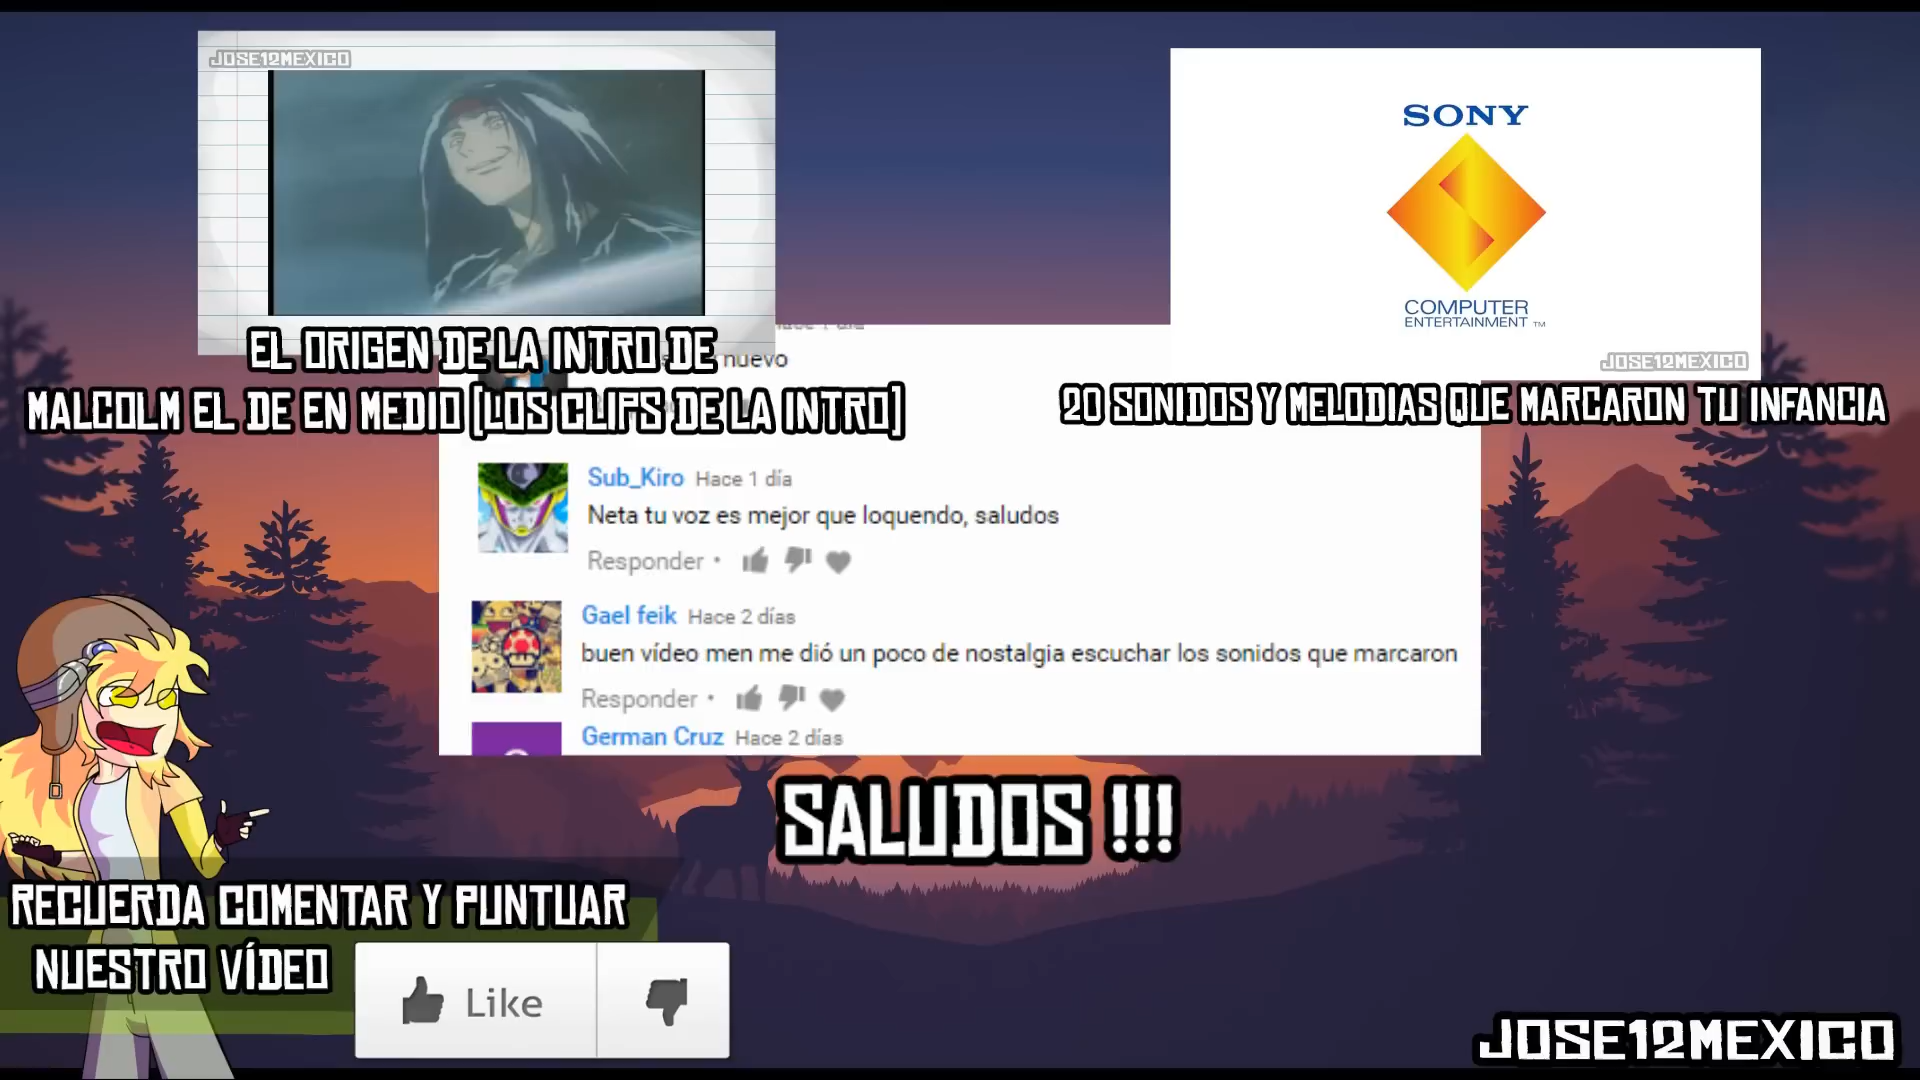 JOSE12MEXICO
SONY
COMPUTER
ENTERTAINMENT ™
JOSE12MEXICO
EL ORIGEN DE LA INTRO DE
MALCOLM EL DE EN MEDIO [LOS CLIPS DE LA INTRO]
20 SONIDOS Y MELODIAS QUE MARCARON TU INFANCIA
nuevo
Sub_Kiro Hace 1 día
Neta tu voz es mejor que loquendo, saludos
Responder •
Gael feik Hace 2 días
buen vídeo men me dió un poco de nostalgia escuchar los sonidos que marcaron
Responder •
German Cruz Hace 2 días
SALUDOS !!!
RECUERDA COMENTAR Y PUNTUAR
NUESTRO VÍDEO
Like
JOSE12MEXICO